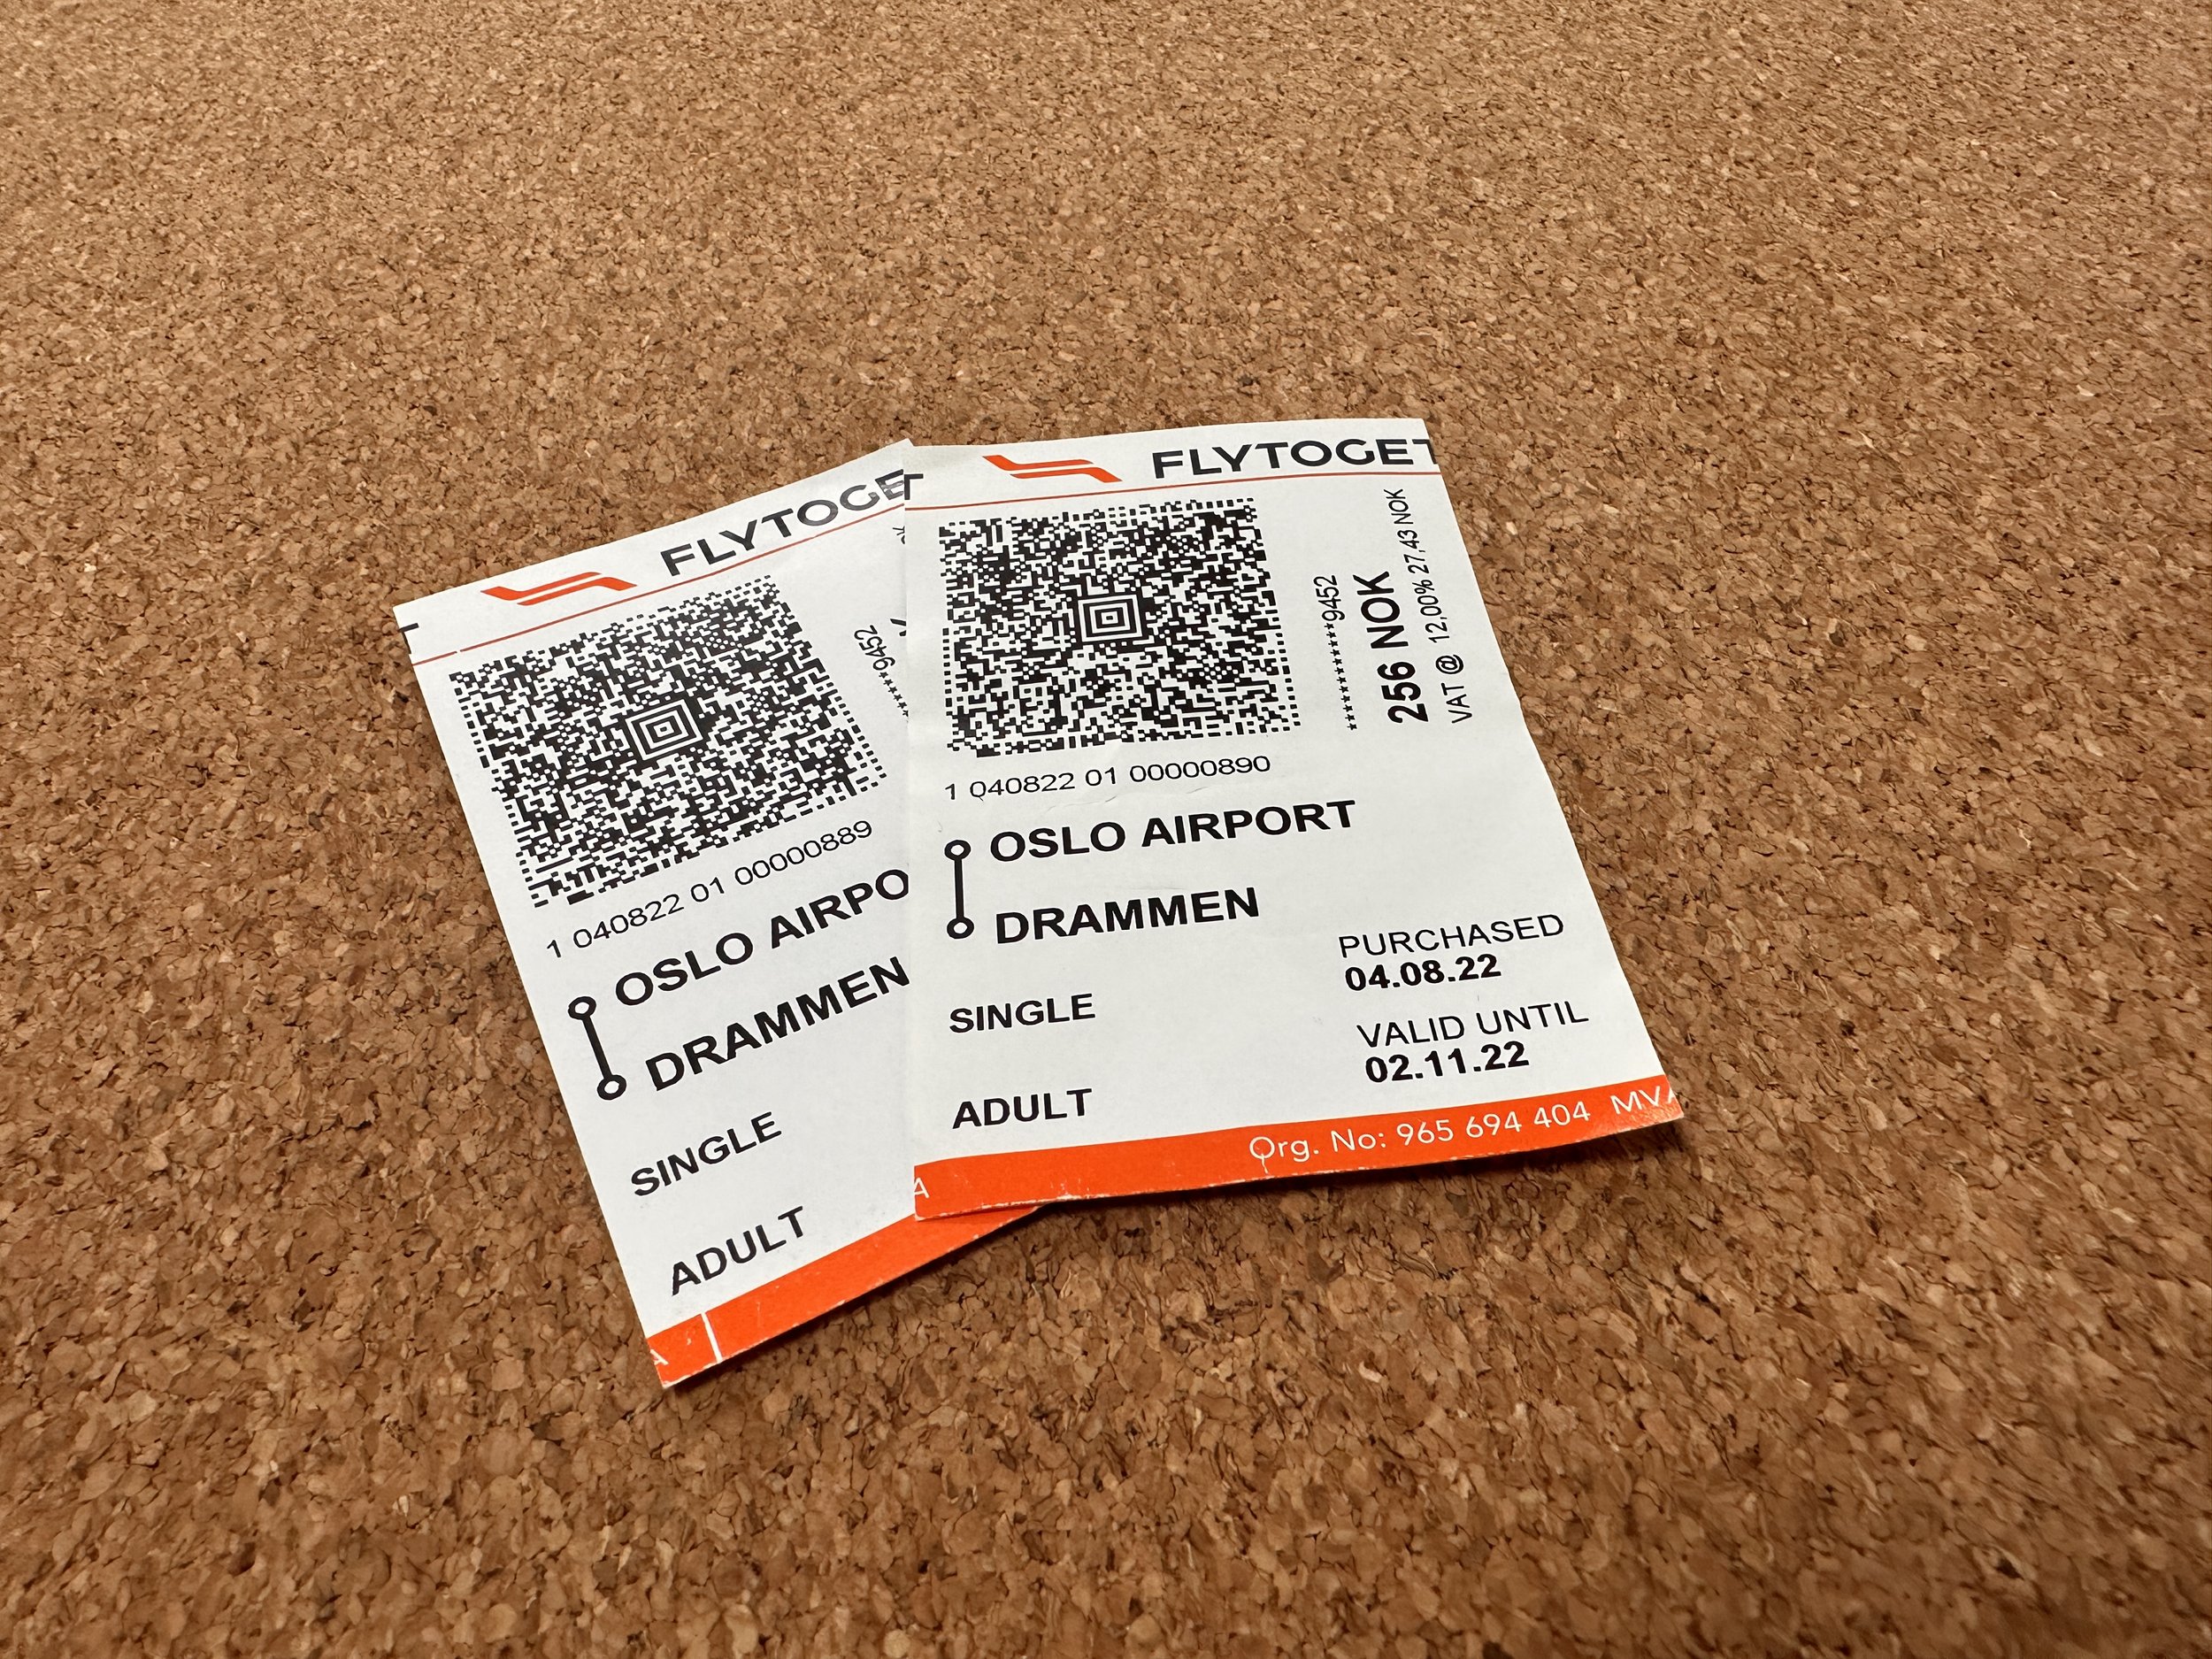 FLYTOGE
**9452
1 040822 01 00000889
OSLO AIRPO
DRAMMEN
SINGLE
ADULT
A
FLYTOGET
***********9452
256 NOK
VAT @ 12,00% 27,43 NOK
1 040822 01 00000890
OSLO AIRPORT
DRAMMEN
PURCHASED
04.08.22
SINGLE
VALID UNTIL
02.11.22
ADULT
Org. No: 965 694 404 MVA
A